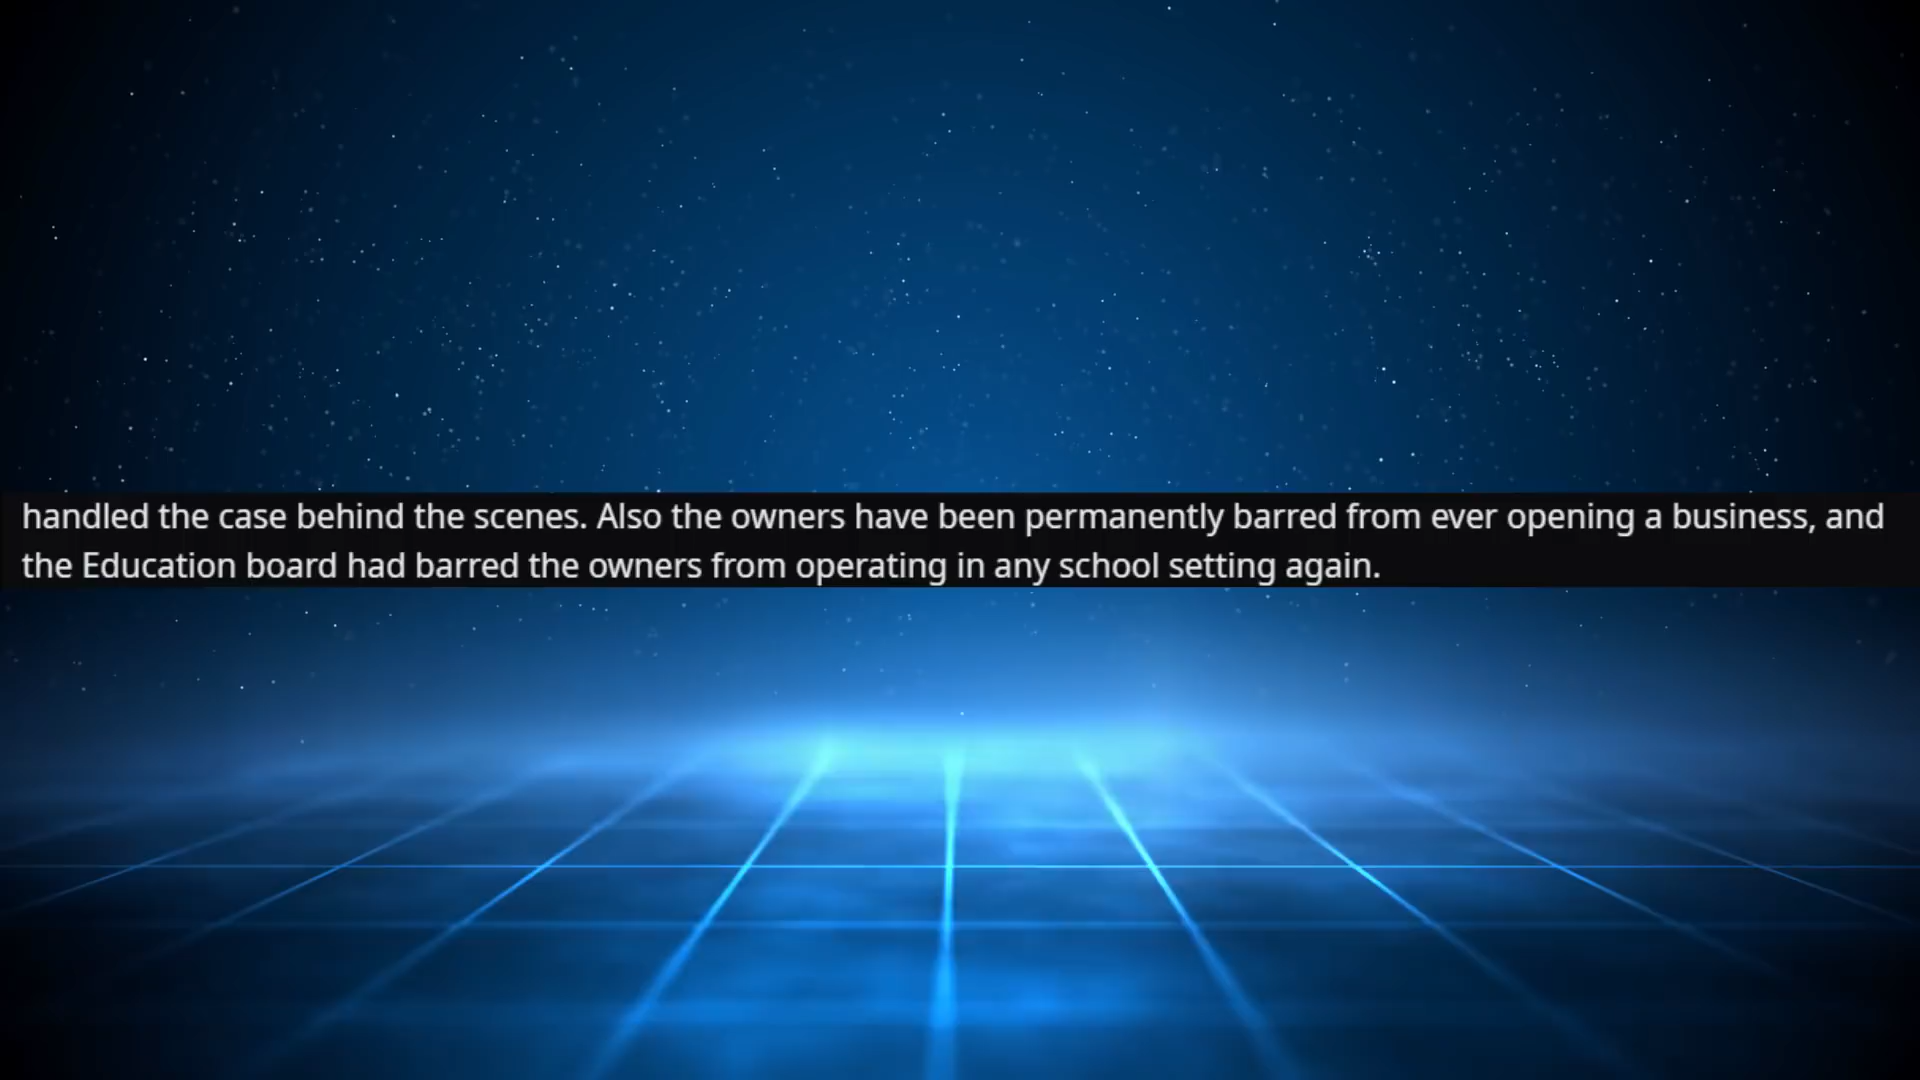 handled the case behind the scenes. Also the owners have been permanently barred from ever opening a business, and
the Education board had barred the owners from operating in any school setting again.